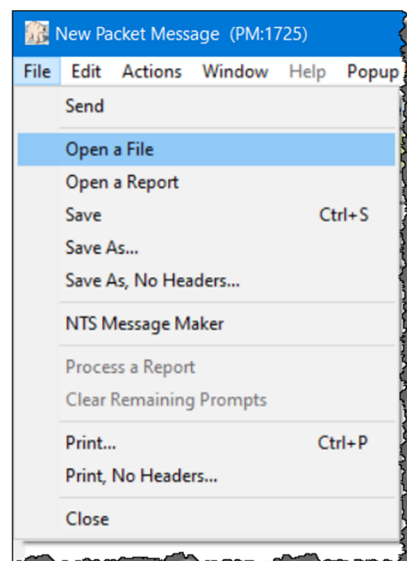 New Packet Message (PM:1725)
File Edit Actions Window Help Popup
Send
Open a File
Open a Report
Save Ctrl+S
Save As...
Save As, No Headers...
NTS Message Maker
Process a Report
Clear Remaining Prompts
Print... Ctrl+P
Print, No Headers...
Close